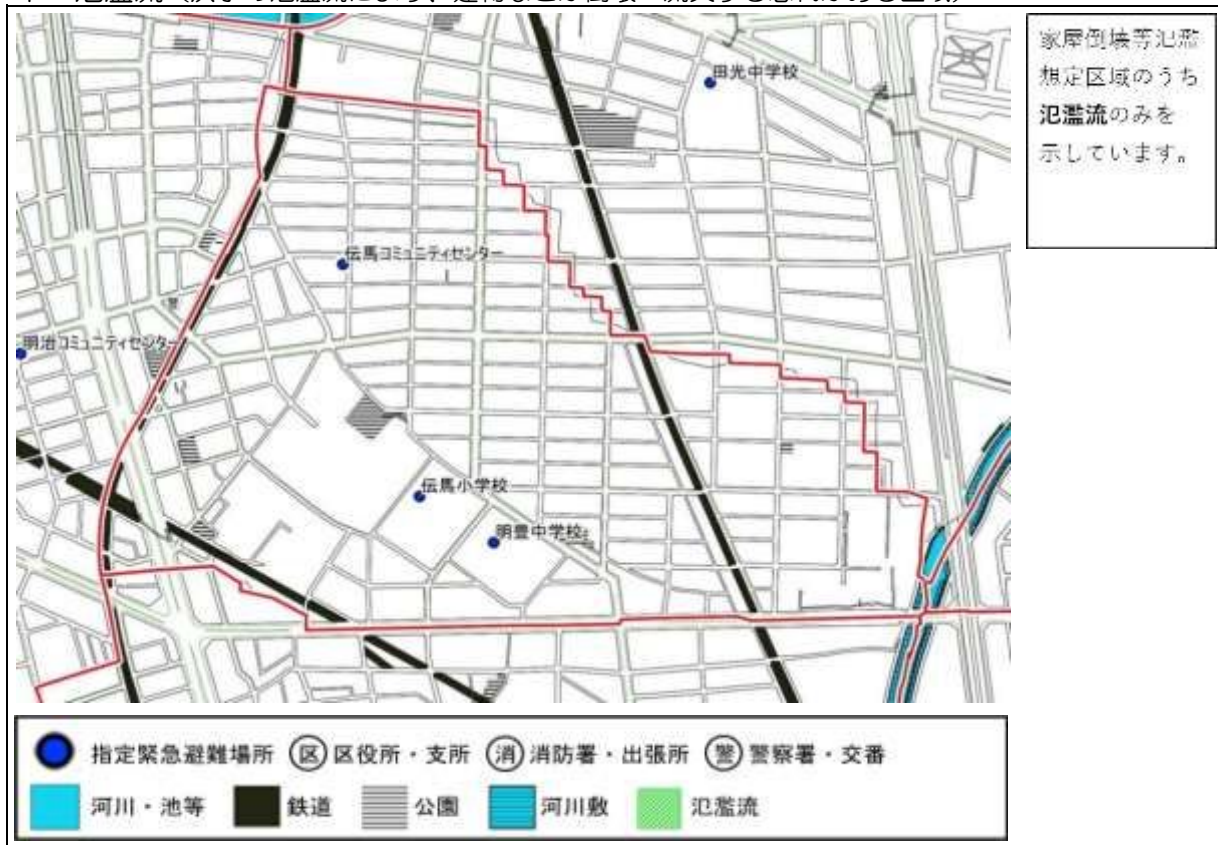 家屋倒壊等氾濫
想定区域のうち
氾濫流のみを
示しています。
田光中学校
伝馬コミュニティセンター
明治コミュニティセンター
伝馬小学校
明豊中学校
指定緊急避難場所 区 区役所・支所 消 消防署・出張所 警 警察署・交番
河川・池等 鉄道 公園 河川敷 氾濫流